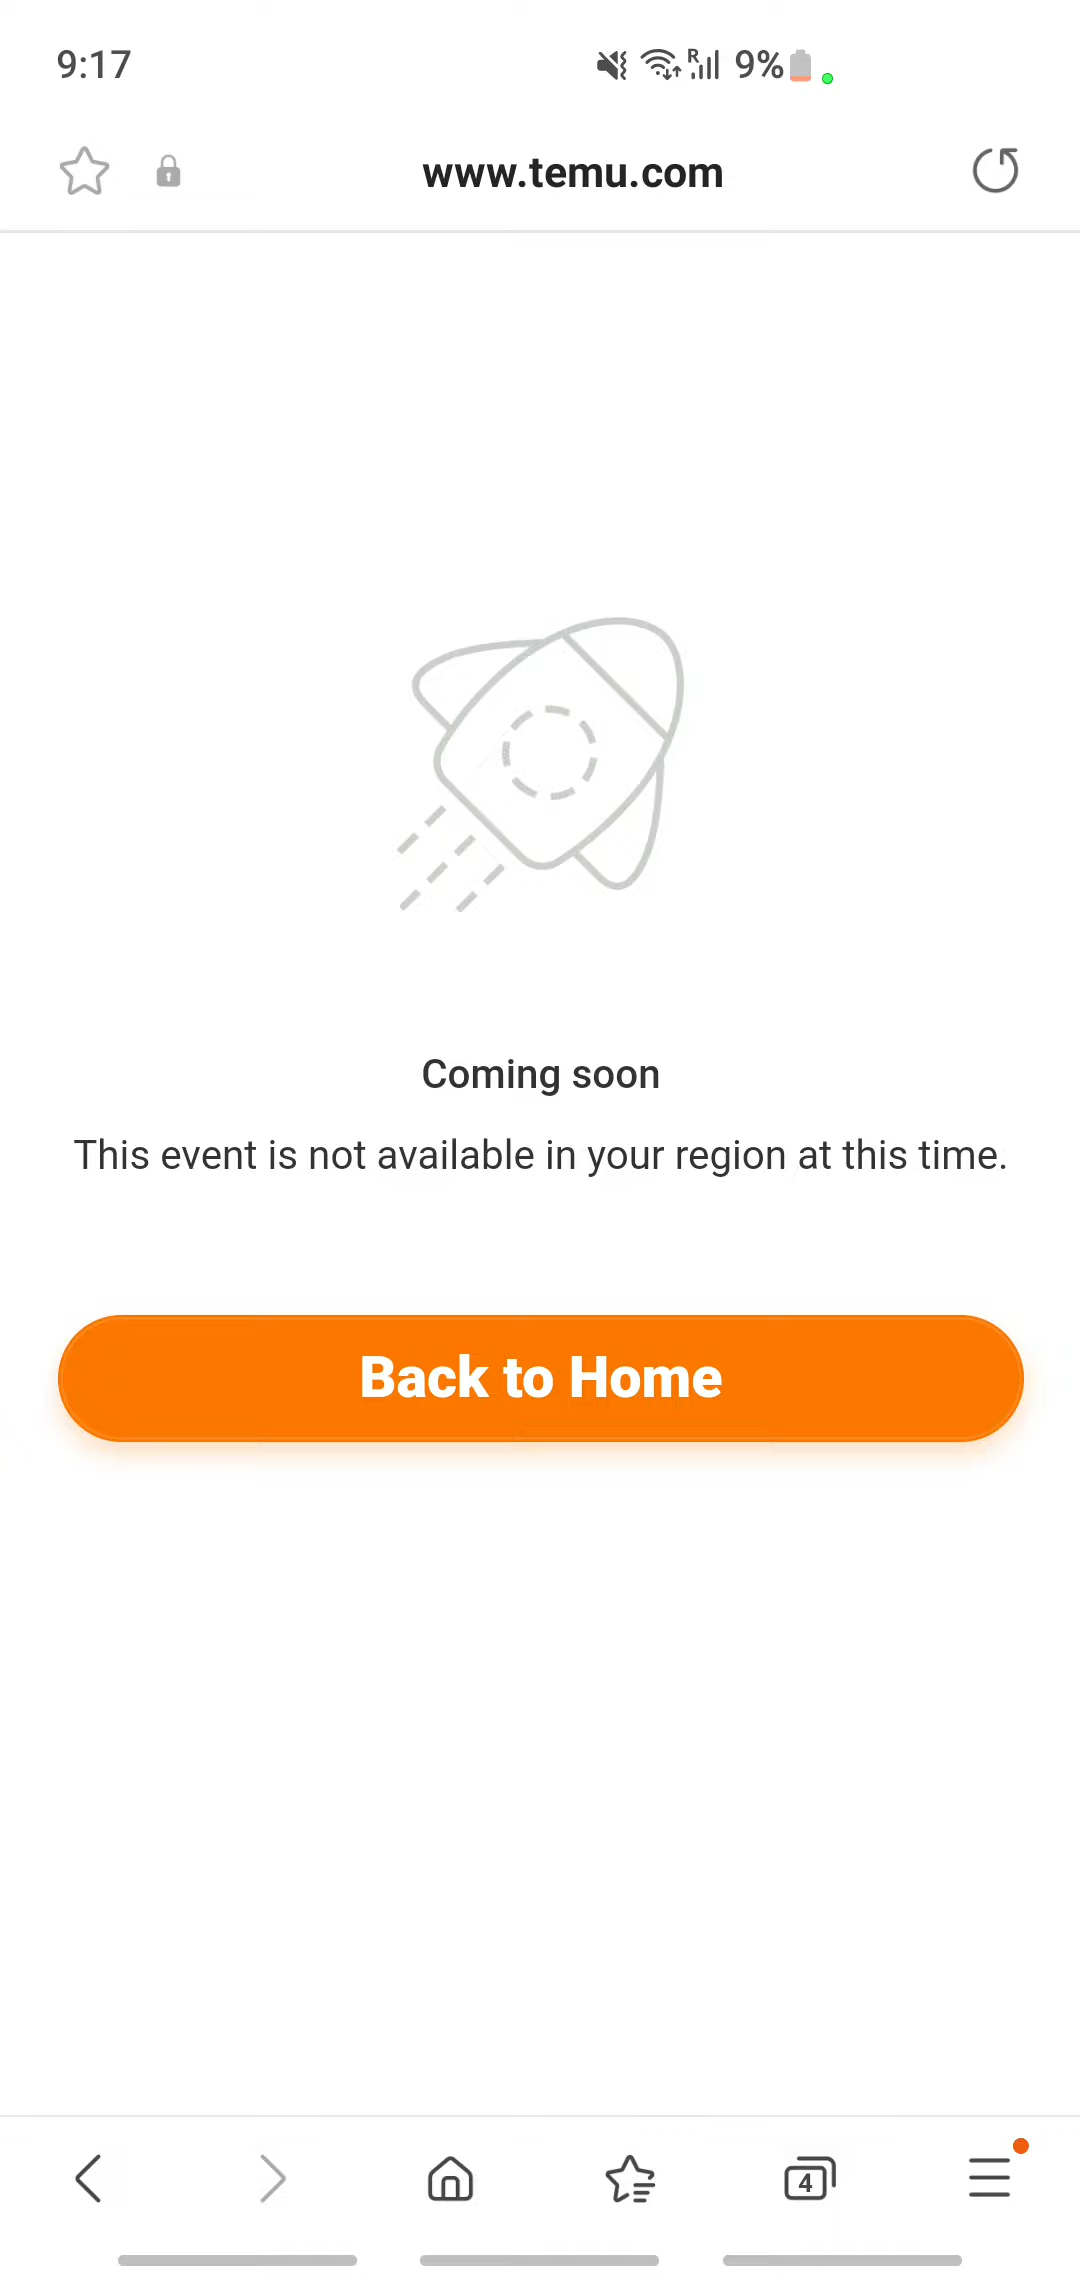 9:17
R
9%
www.temu.com
Coming soon
This event is not available in your region at this time.
Back to Home
4